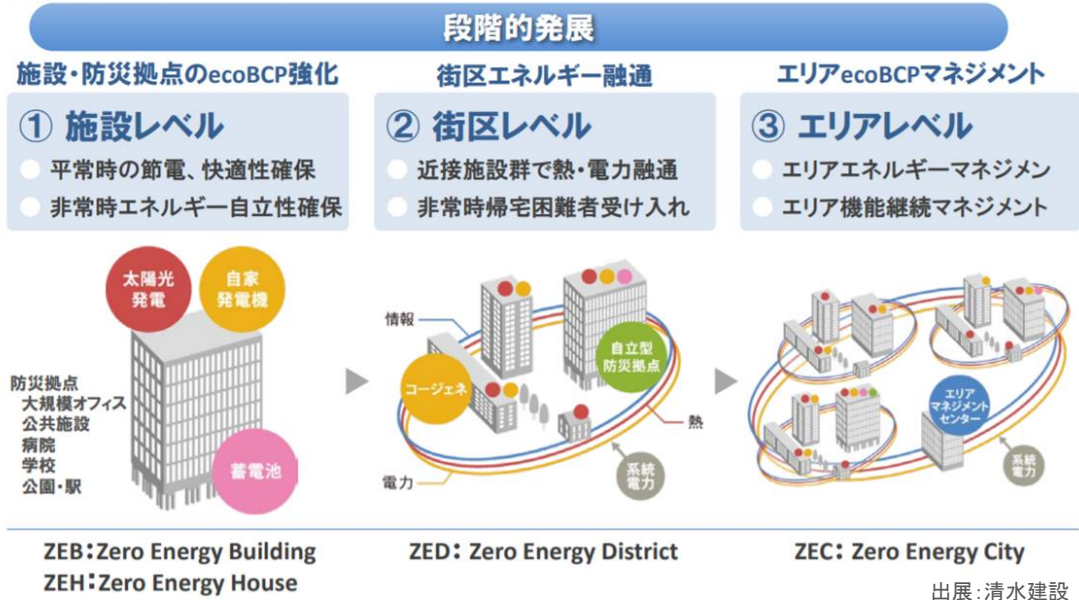 段階的発展
施設・防災拠点のecoBCP強化
① 施設レベル
平常時の節電、快適性確保
非常時エネルギー自立性確保
太陽光
発電
自家
発電機
防災拠点
大規模オフィス
公共施設
病院
学校
公園・駅
蓄電池
ZEB:Zero Energy Building
ZEH:Zero Energy House
街区エネルギー融通
② 街区レベル
近接施設群で熱・電力融通
非常時帰宅困難者受け入れ
情報
コージェネ
自立型
防災拠点
熱
電力
系統
電力
ZED: Zero Energy District
エリアecoBCPマネジメント
③ エリアレベル
エリアエネルギーマネジメン
エリア機能継続マネジメント
エリア
マネジメント
センター
系統
電力
ZEC: Zero Energy City
出展:清水建設